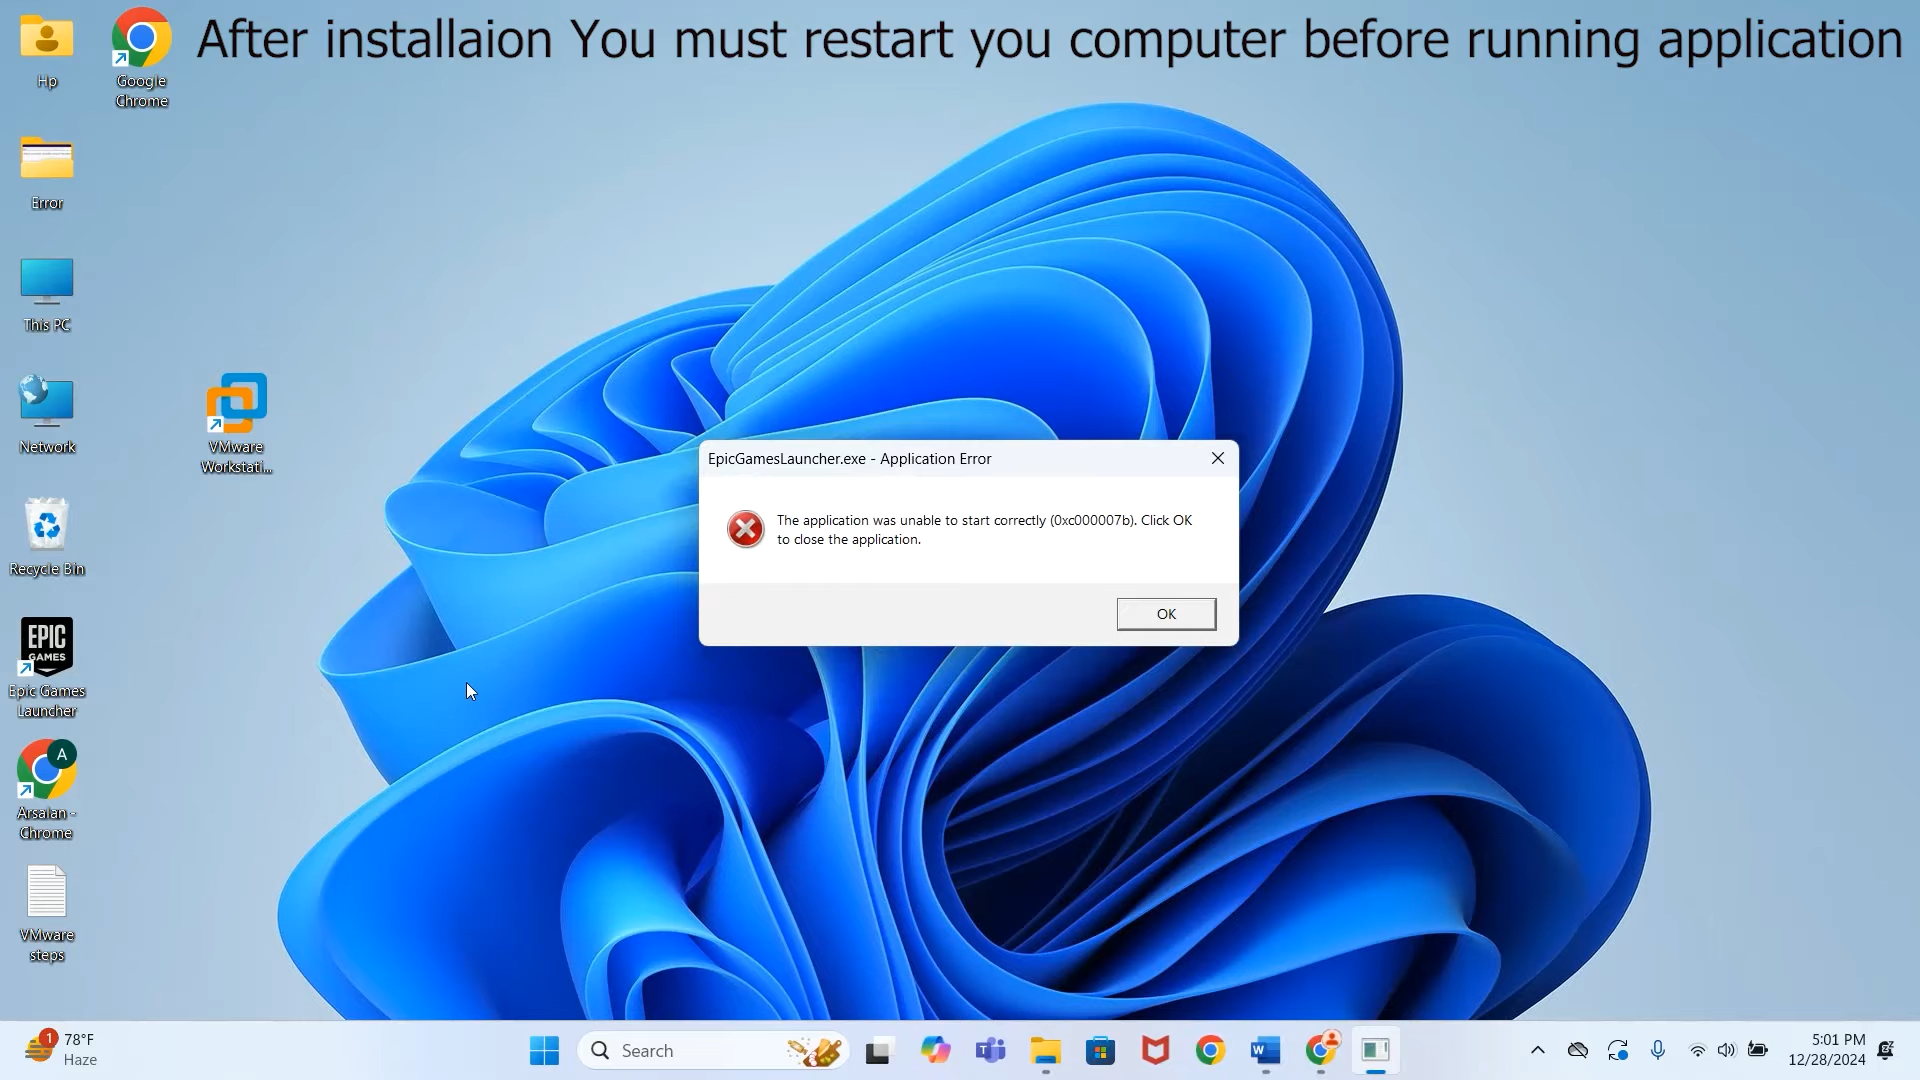 After installaion You must restart you computer before running application
Hp
Google
Chrome
Error
This PC
Network
VMware
Workstati...
Recycle Bin
EPIC
GAMES
Epic Games
Launcher
A
Arsalan -
Chrome
VMware
steps
EpicGamesLauncher.exe - Application Error
The application was unable to start correctly (0xc000007b). Click OK
to close the application.
OK
1
78°F
Haze
Search
W
5:01 PM
12/28/2024